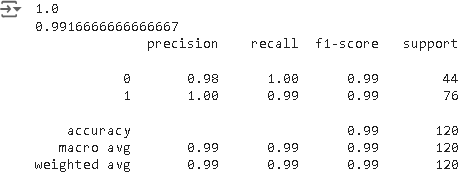 1.0
0.9916666666666667
precision recall f1-score support
0 0.98 1.00 0.99 44
1 1.00 0.99 0.99 76
accuracy 0.99 120
macro avg 0.99 0.99 0.99 120
weighted avg 0.99 0.99 0.99 120